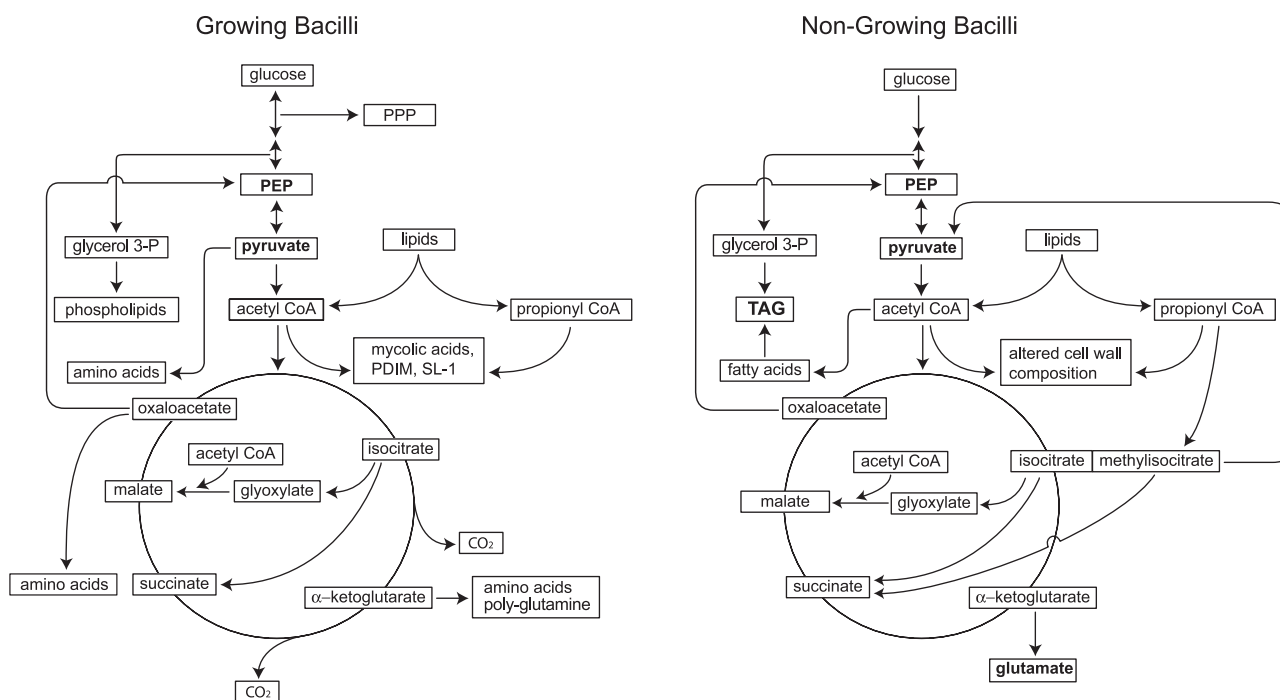 Growing Bacilli
glucose
PPP
PEP
glycerol 3-P
pyruvate
lipids
phospholipids
acetyl CoA
propionyl CoA
mycolic acids,
PDIM, SL-1
amino acids
oxaloacetate
isocitrate
acetyl CoA
malate
glyoxylate
CO₂
amino acids
succinate
α–ketoglutarate
amino acids
poly-glutamine
CO₂
Non-Growing Bacilli
glucose
PEP
glycerol 3-P
pyruvate
lipids
TAG
acetyl CoA
propionyl CoA
fatty acids
altered cell wall
composition
oxaloacetate
acetyl CoA
isocitrate
methylisocitrate
malate
glyoxylate
succinate
α–ketoglutarate
glutamate